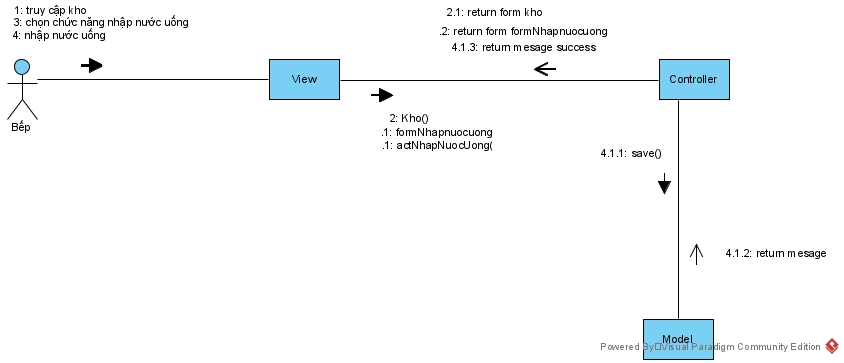 1: truy cập kho
3: chọn chức năng nhập nước uống
4: nhập nước uống
2.1: return form kho
.2: return form formNhapnuocuong
4.1.3: return mesage success
View
Controller
Bếp
2: Kho()
.1: formNhapnuocuong
.1: actNhapNuocUong(
4.1.1: save()
4.1.2: return mesage
Model
Powered By Visual Paradigm Community Edition